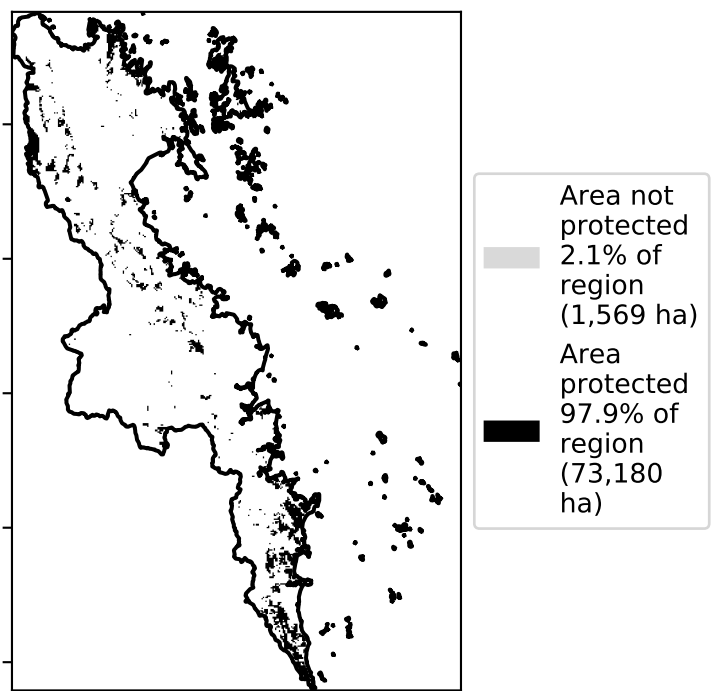 Area not
protected
2.1% of
region
(1,569 ha)
Area
protected
97.9% of
region
(73,180
ha)